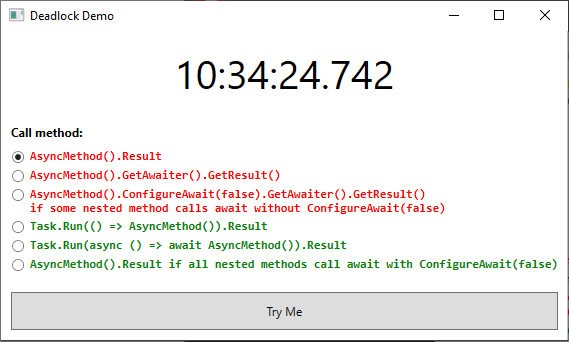 Deadlock Demo
10:34:24.742
Call method:
AsyncMethod().Result
AsyncMethod().GetAwaiter().GetResult()
AsyncMethod().ConfigureAwait(false).GetAwaiter().GetResult()
if some nested method calls await without ConfigureAwait(false)
Task.Run(() => AsyncMethod()).Result
Task.Run(async () => await AsyncMethod()).Result
AsyncMethod().Result if all nested methods call await with ConfigureAwait(false)
Try Me